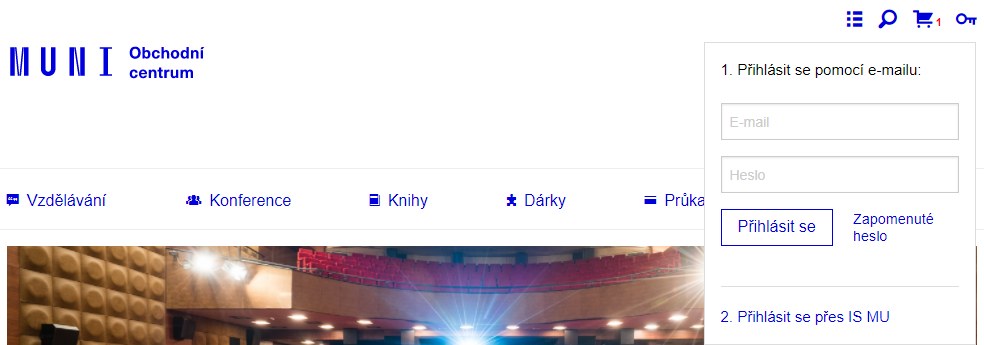 1
MUNI
Obchodní
centrum
1. Přihlásit se pomocí e-mailu:
E-mail
Heslo
Přihlásit se
Zapomenuté
heslo
2. Přihlásit se přes IS MU
Vzdělávání
Konference
Knihy
Dárky
Průka